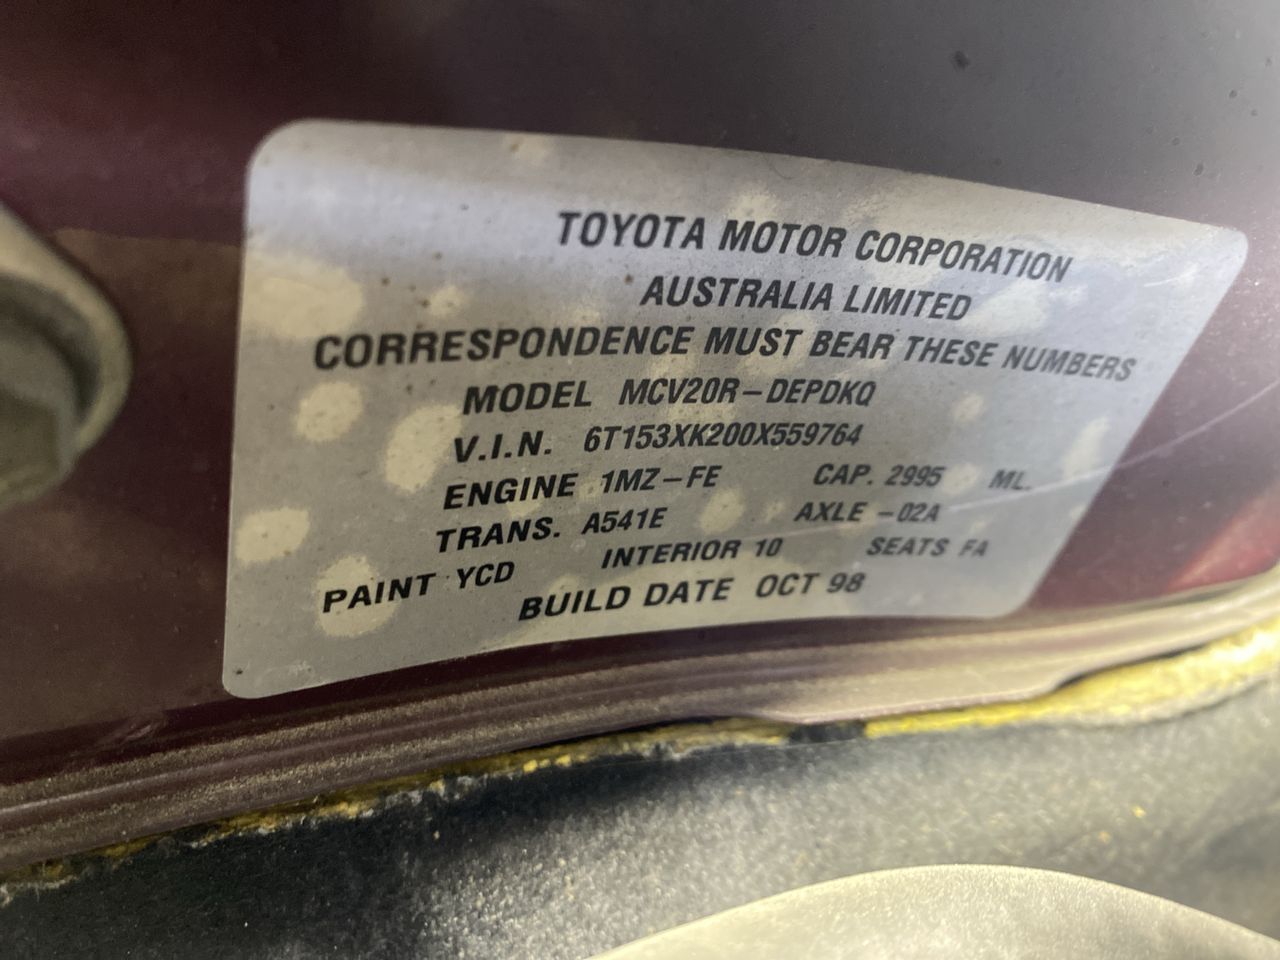 TOYOTA MOTOR CORPORATION
AUSTRALIA LIMITED
CORRESPONDENCE MUST BEAR THESE NUMBERS
MODEL MCV20R-DEPDKQ
V.I.N. 6T153XK200X559764
ENGINE 1MZ-FE CAP. 2995 ML.
TRANS. A541E AXLE -02A
PAINT YCD INTERIOR 10 SEATS FA
BUILD DATE OCT 98